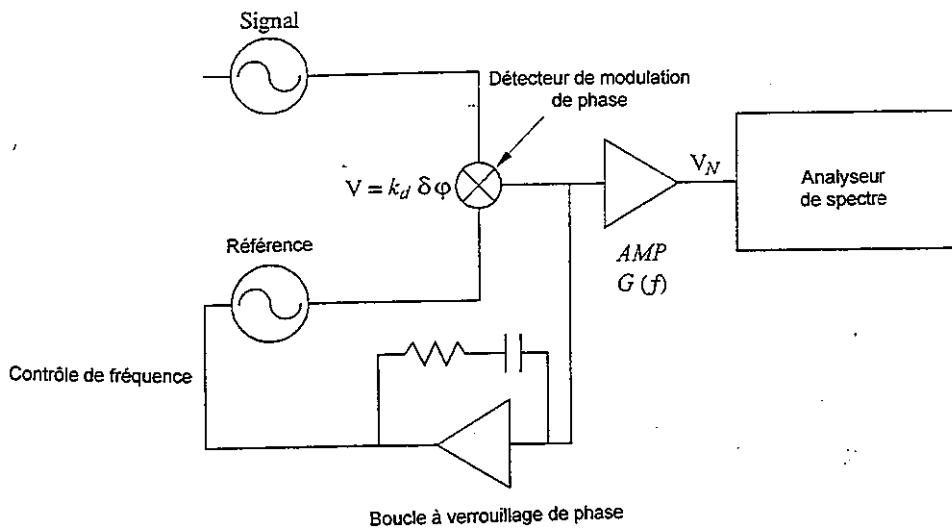 Signal
Détecteur de modulation
de phase
V = k_d δφ
V_N
Analyseur
de spectre
Référence
AMP
G (f)
Contrôle de fréquence
Boucle à verrouillage de phase